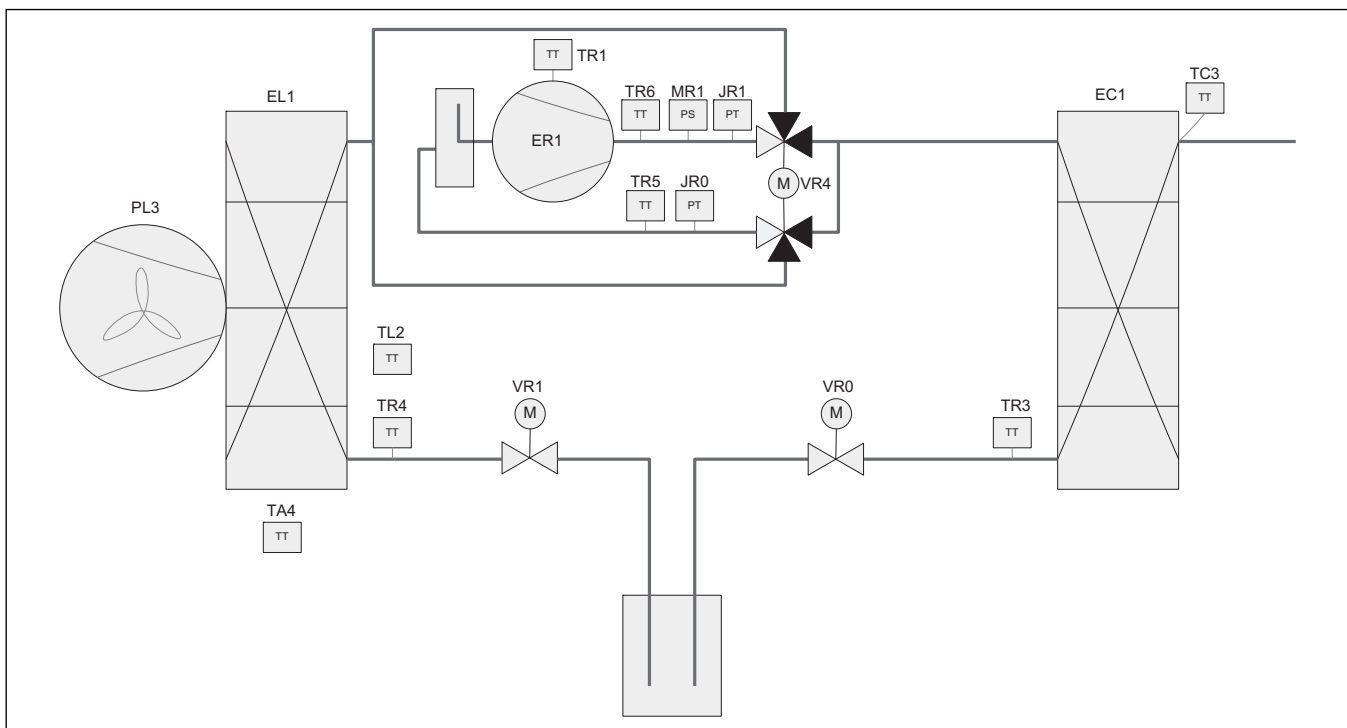 TT TR1
TC3
EL1
TR6 MR1 JR1
EC1
TT
TT PS PT
ER1
M VR4
TR5 JR0
TT PT
PL3
TL2
TT
VR1 VR0
TR4
M M
TR3
TT
TT
TA4
TT